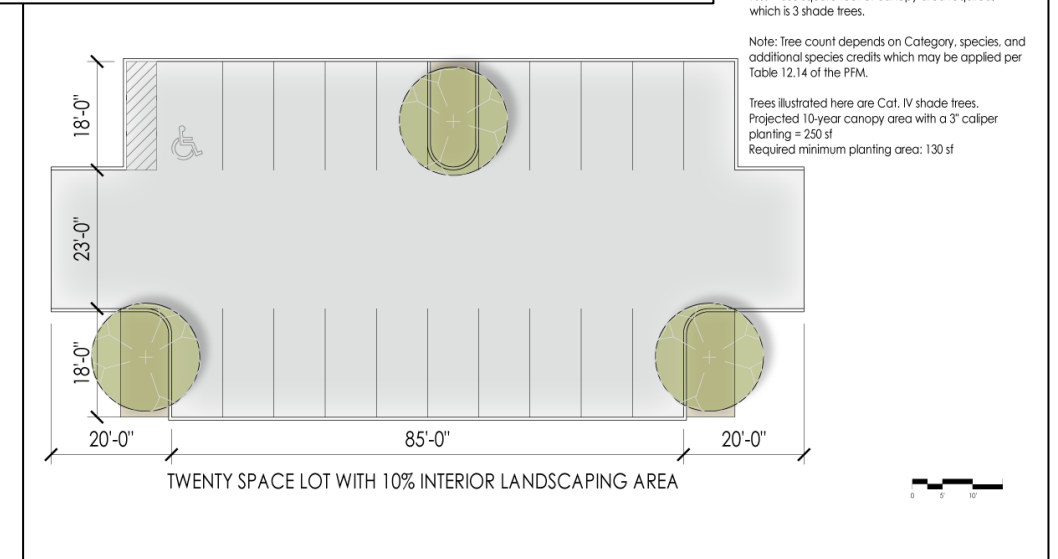 which is 3 shade trees.
Note: Tree count depends on Category, species, and
additional species credits which may be applied per
Table 12.14 of the PFM.
Trees illustrated here are Cat. IV shade trees.
Projected 10-year canopy area with a 3" caliper
planting = 250 sf
Required minimum planting area: 130 sf
18'-0"
23'-0"
18'-0"
20'-0"
85'-0"
20'-0"
TWENTY SPACE LOT WITH 10% INTERIOR LANDSCAPING AREA
0 5' 10'